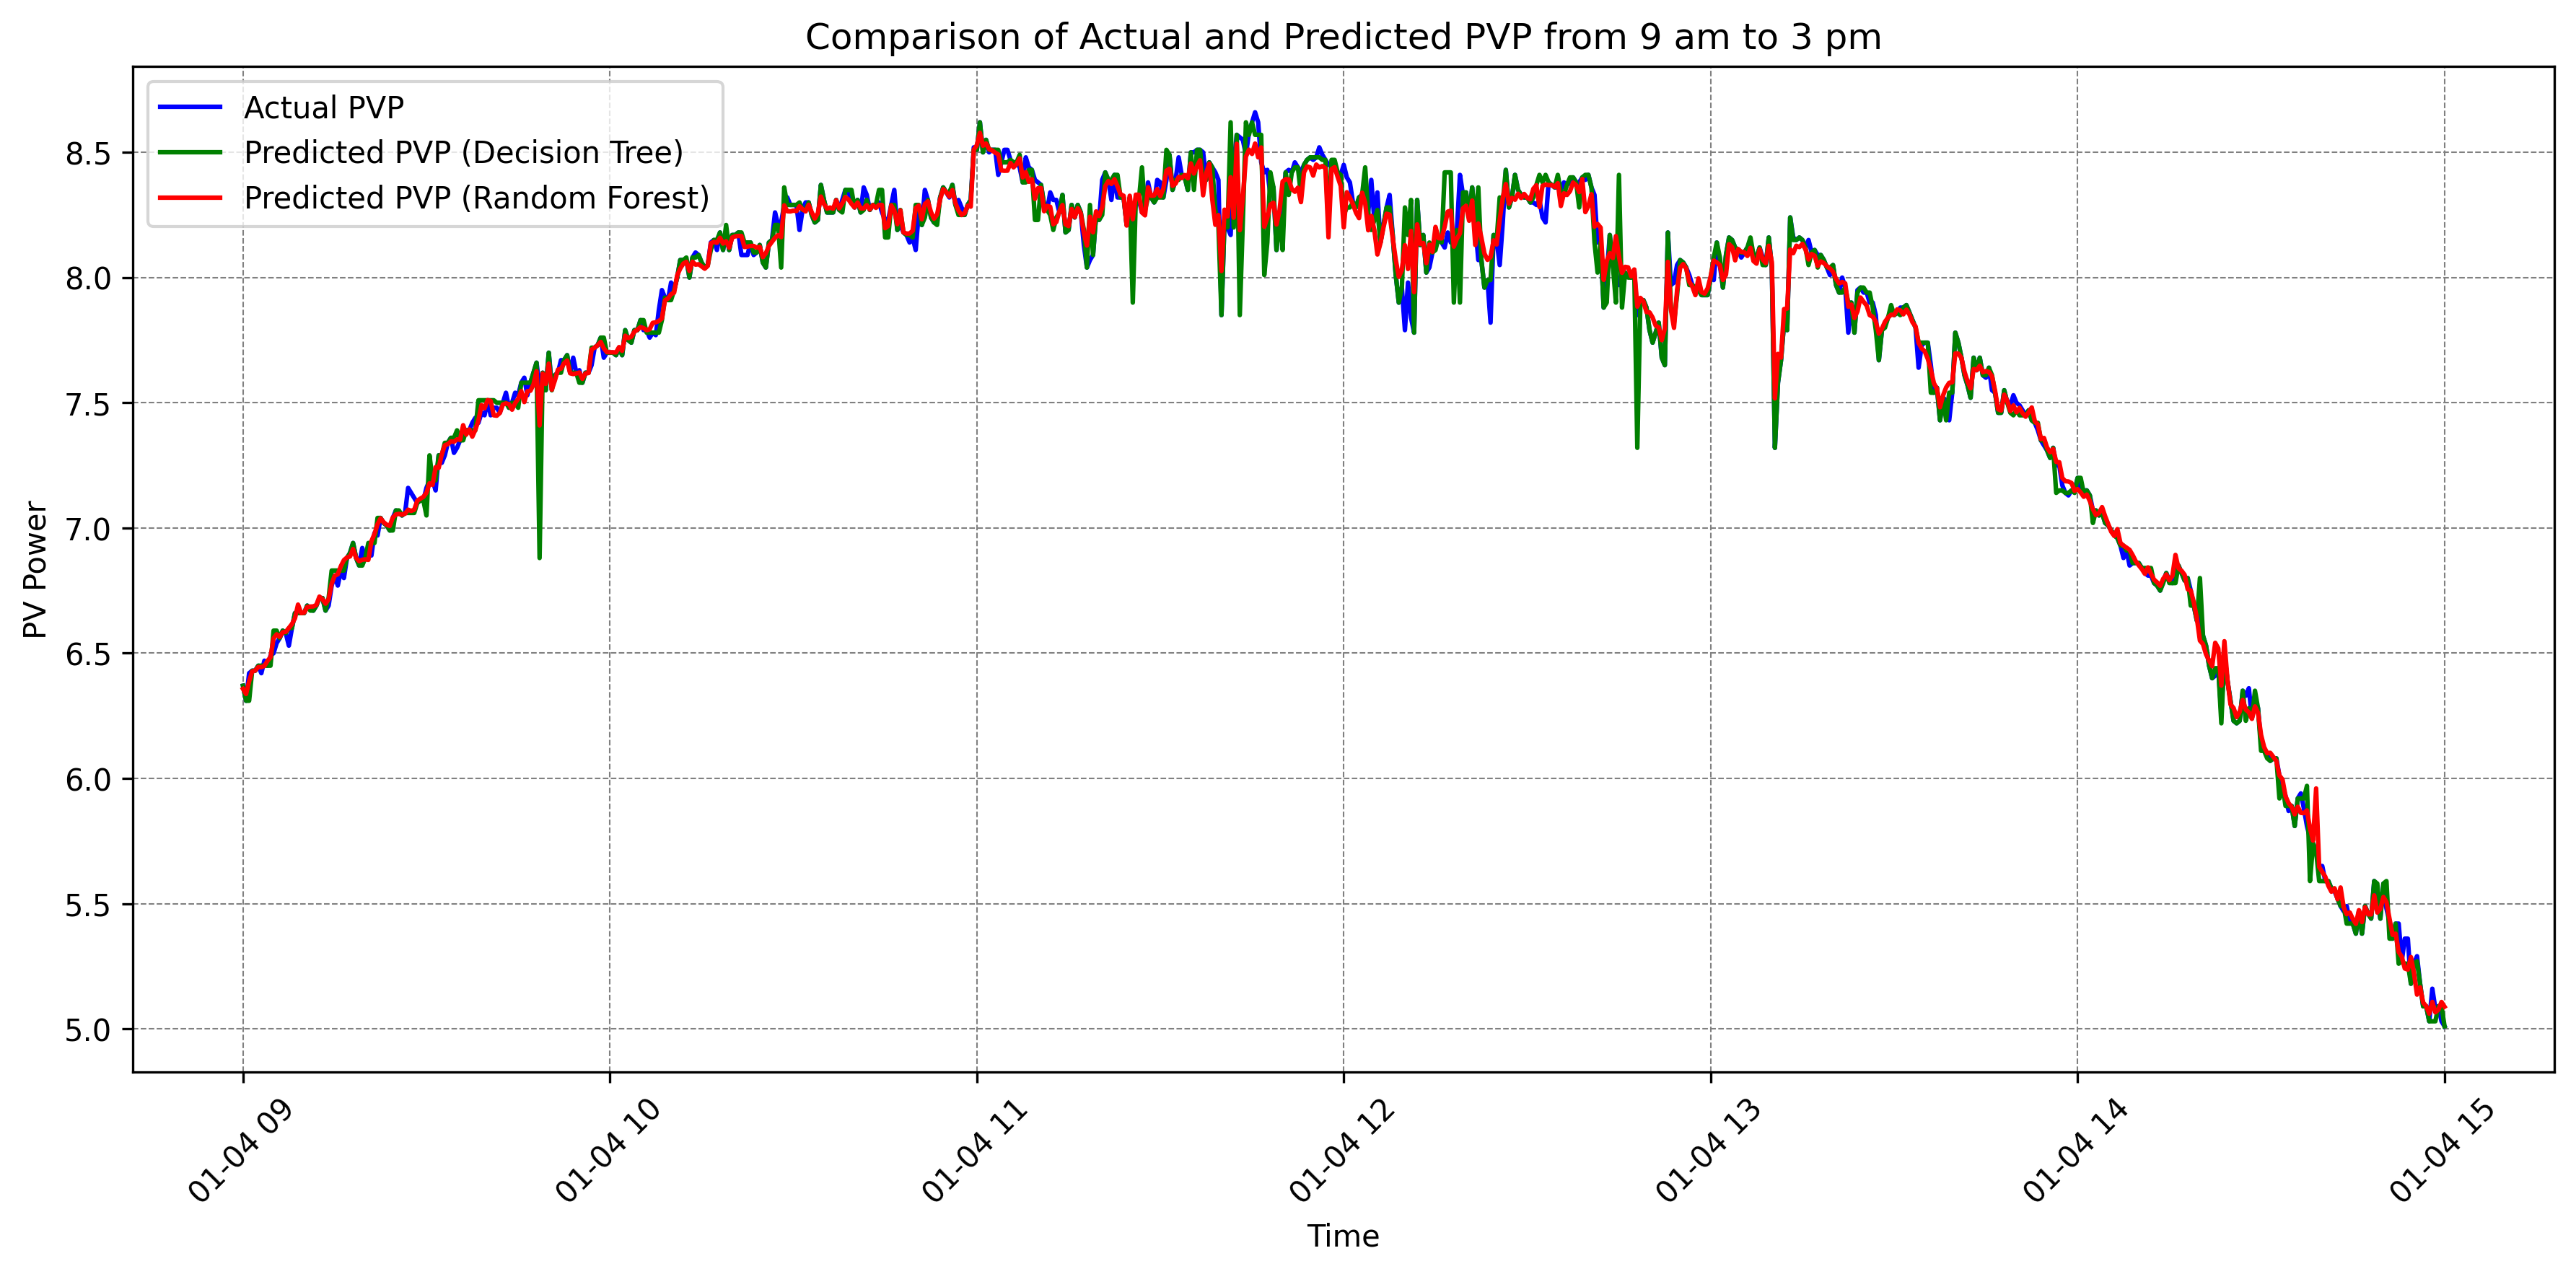 Comparison of Actual and Predicted PVP from 9 am to 3 pm
Actual PVP
Predicted PVP (Decision Tree)
Predicted PVP (Random Forest)
8.5
8.0
7.5
7.0
6.5
6.0
5.5
5.0
PV Power
01-04 09
01-04 10
01-04 11
01-04 12
01-04 13
01-04 14
01-04 15
Time